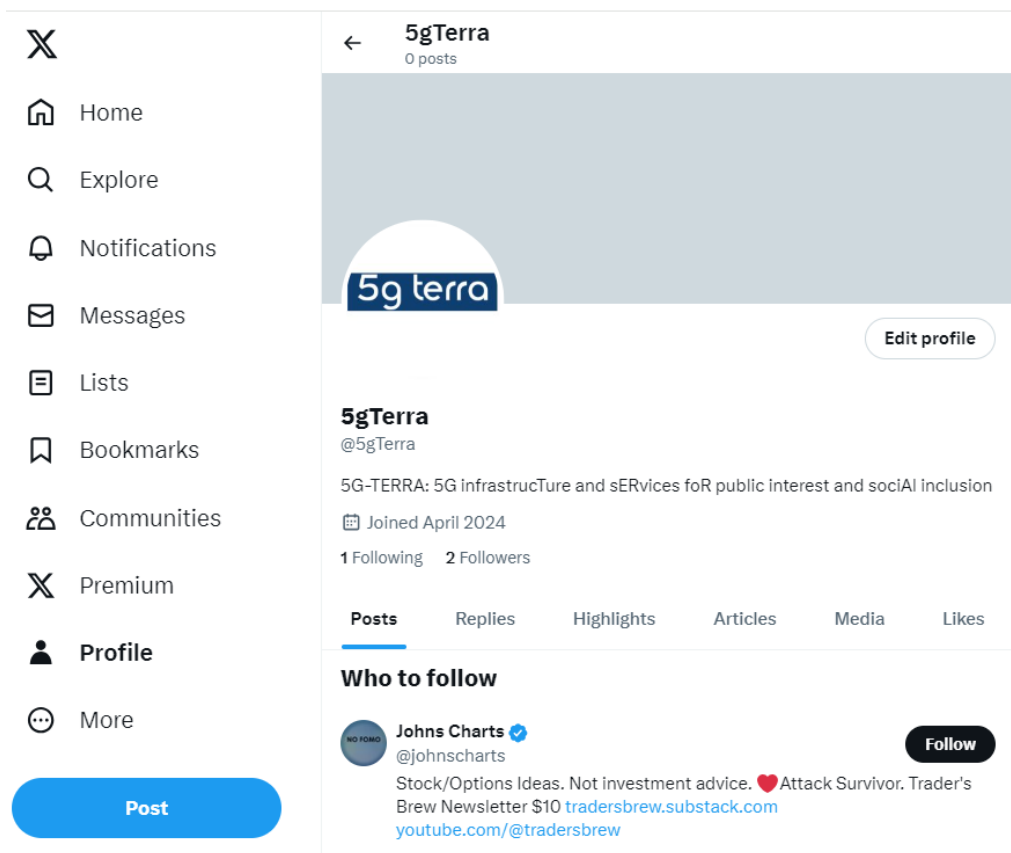 Home
Explore
Notifications
Messages
Lists
Bookmarks
Communities
Premium
Profile
More
Post
5gTerra
0 posts
5g terra
Edit profile
5gTerra
@5gTerra
5G-TERRA: 5G infrastrucTure and sERvices foR public interest and sociAl inclusion
Joined April 2024
1 Following 2 Followers
Posts Replies Highlights Articles Media Likes
Who to follow
NO FOMO
Johns Charts
@johnscharts
Follow
Stock/Options Ideas. Not investment advice. ❤️Attack Survivor. Trader's
Brew Newsletter $10 tradersbrew.substack.com
youtube.com/@tradersbrew